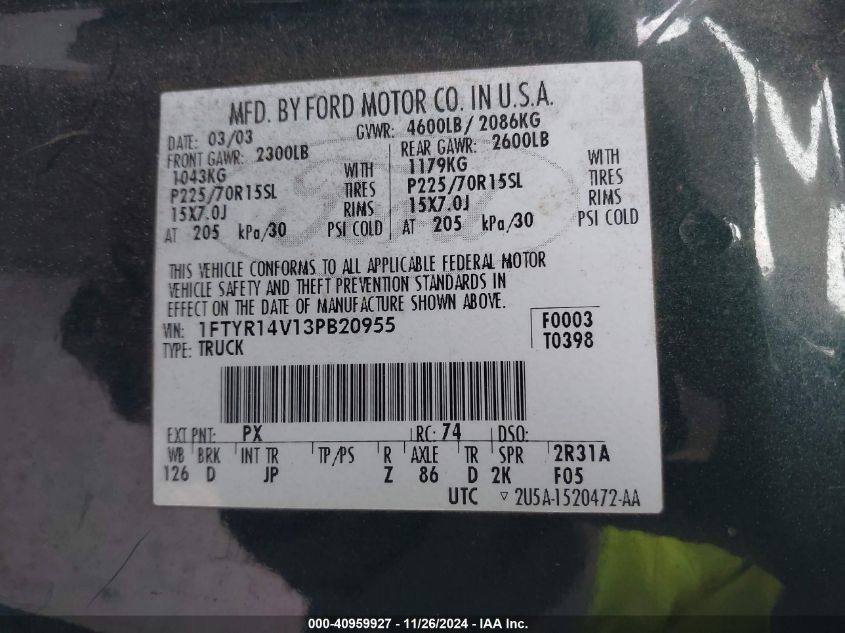 MFD. BY FORD MOTOR CO. IN U.S.A.
DATE: 03/03 GVWR: 4600LB/ 2086KG
FRONT GAWR: 2300LB REAR GAWR: 2600LB
1043KG WITH 1179KG WITH
P225/70R15SL TIRES P225/70R15SL TIRES
15X7.0J RIMS 15X7.0J RIMS
AT 205 kPa/30 PSI COLD AT 205 kPa/30 PSI COLD
THIS VEHICLE CONFORMS TO ALL APPLICABLE FEDERAL MOTOR
VEHICLE SAFETY AND THEFT PREVENTION STANDARDS IN
EFFECT ON THE DATE OF MANUFACTURE SHOWN ABOVE.
VIN: 1FTYR14V13PB20955 F0003
TYPE: TRUCK T0398
EXT PNT: PX RC: 74 DSO:
WB BRK INT TR TP/PS R AXLE TR SPR 2R31A
126 D JP Z 86 D 2K F05
UTC ▽ 2U5A-1520472-AA
000-40959927 - 11/26/2024 - IAA Inc.